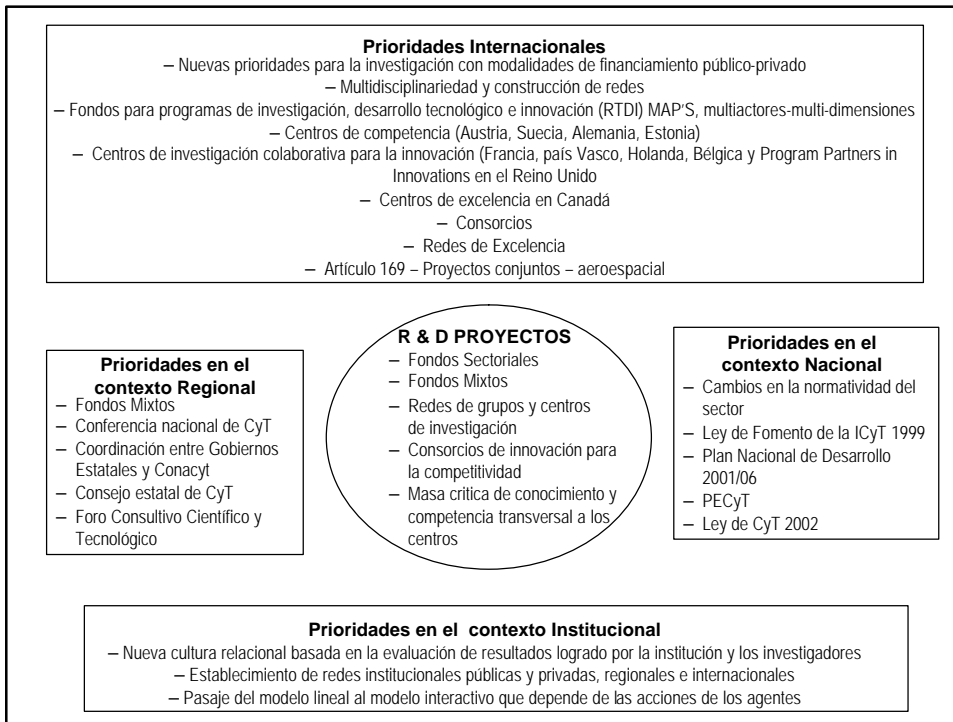 Prioridades Internacionales
– Nuevas prioridades para la investigación con modalidades de financiamiento público-privado
– Multidisciplinariedad y construcción de redes
– Fondos para programas de investigación, desarrollo tecnológico e innovación (RTDI) MAP'S, multiactores-multi-dimensiones
– Centros de competencia (Austria, Suecia, Alemania, Estonia)
– Centros de investigación colaborativa para la innovación (Francia, país Vasco, Holanda, Bélgica y Program Partners in
Innovations en el Reino Unido
– Centros de excelencia en Canadá
– Consorcios
– Redes de Excelencia
– Artículo 169 – Proyectos conjuntos – aeroespacial
Prioridades en el
contexto Regional
– Fondos Mixtos
– Conferencia nacional de CyT
– Coordinación entre Gobiernos
Estatales y Conacyt
– Consejo estatal de CyT
– Foro Consultivo Científico y
Tecnológico
R & D PROYECTOS
– Fondos Sectoriales
– Fondos Mixtos
– Redes de grupos y centros
de investigación
– Consorcios de innovación para
la competitividad
– Masa critica de conocimiento y
competencia transversal a los
centros
Prioridades en el
contexto Nacional
– Cambios en la normatividad del
sector
– Ley de Fomento de la ICyT 1999
– Plan Nacional de Desarrollo
2001/06
– PECyT
– Ley de CyT 2002
Prioridades en el contexto Institucional
– Nueva cultura relacional basada en la evaluación de resultados logrado por la institución y los investigadores
– Establecimiento de redes institucionales públicas y privadas, regionales e internacionales
– Pasaje del modelo lineal al modelo interactivo que depende de las acciones de los agentes